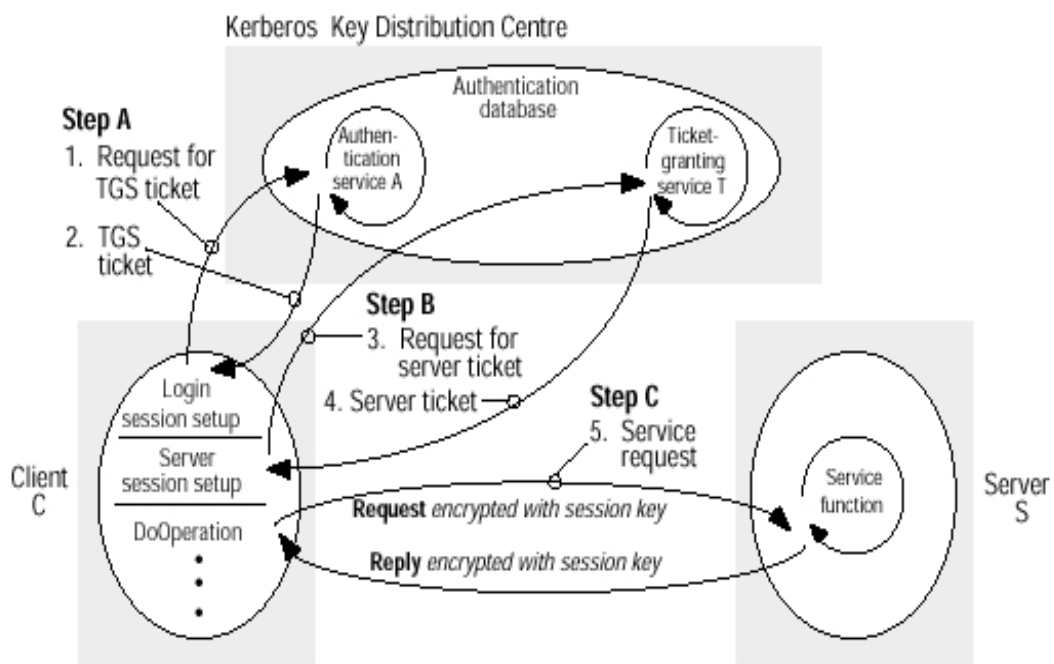 Kerberos Key Distribution Centre
Authentication
database
Step A
1. Request for
TGS ticket
Authen-
tication
service A
Ticket-
granting
service T
2. TGS
ticket
Step B
3. Request for
server ticket
4. Server ticket
Step C
5. Service
request
Login
session setup
Server
session setup
DoOperation
Client
C
Request encrypted with session key
Reply encrypted with session key
Service
function
Server
S